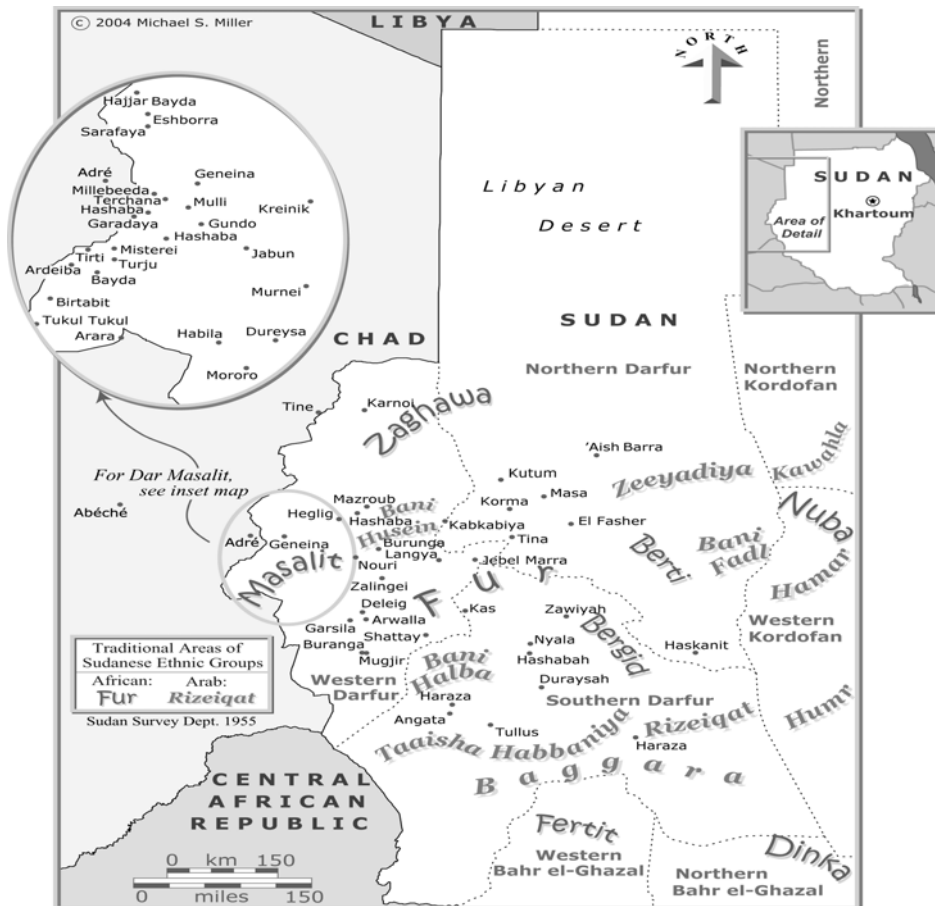 © 2004 Michael S. Miller
LIBYA
NORTH
Northern
Hajjar Bayda
Eshborra
Sarafaya
Adré
Geneina
Millebeeda
Terchana
Mulli
Kreinik
Hashaba
Garadaya
Gundo
Hashaba
Misterei
Jabun
Tirti
Turju
Ardeiba
Bayda
Murnei
Birtabit
Tukul Tukul
Arara
Habila
Dureysa
Mororo
Libyan
Desert
SUDAN
Khartoum
Area of
Detail
SUDAN
CHAD
Northern Darfur
Northern
Kordofan
Tine
Karnoi
Zaghawa
'Aish Barra
Kawahla
For Dar Masalit,
see inset map
Abéché
Kutum
Zeeyadiya
Mazroub
Bani
Husein
Korma
Masa
Nuba
Heglig
Hashaba
Kabkabiya
El Fasher
Adré
Geneina
Burunga
Tina
Bani
Fadl
Langya
Masalit
Nouri
Jebel Marra
Berti
Hamar
Zalingei
Fur
Deleig
Kas
Zawiyah
Western
Kordofan
Garsila
Arwalla
Bergid
Buranga
Shattay
Nyala
Haskanit
Mugjir
Bani
Halba
Hashabah
Traditional Areas of
Sudanese Ethnic Groups
African:
Arab:
Fur
Rizeiqat
Sudan Survey Dept. 1955
Western
Darfur
Duraysah
Haraza
Southern Darfur
Humr
Angata
Tullus
Rizeiqat
Taaisha
Habbaniya
Haraza
Baggara
CENTRAL
AFRICAN
REPUBLIC
Fertit
Western
Bahr el-Ghazal
Dinka
Northern
Bahr el-Ghazal
0 km 150
0 miles 150